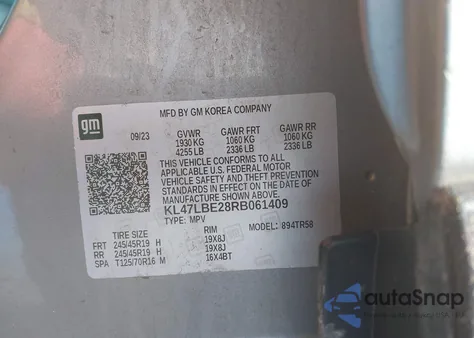 MFD BY GM KOREA COMPANY
gm
09/23 GVWR GAWR FRT GAWR RR
1930 KG 1060 KG 1060 KG
4255 LB 2336 LB 2336 LB
THIS VEHICLE CONFORMS TO ALL
APPLICABLE U.S. FEDERAL MOTOR
VEHICLE SAFETY AND THEFT PREVENTION
STANDARDS IN EFFECT ON THE DATE OF
MANUFACTURE SHOWN ABOVE.
KL47LBE28RB061409
TYPE: MPV MODEL: 894TR58
TIRE SIZE RIM
FRT 245/45R19 H 19X8J
RR 245/45R19 H 19X8J
SPA T125/70R16 M 16X4BT
autaSnap